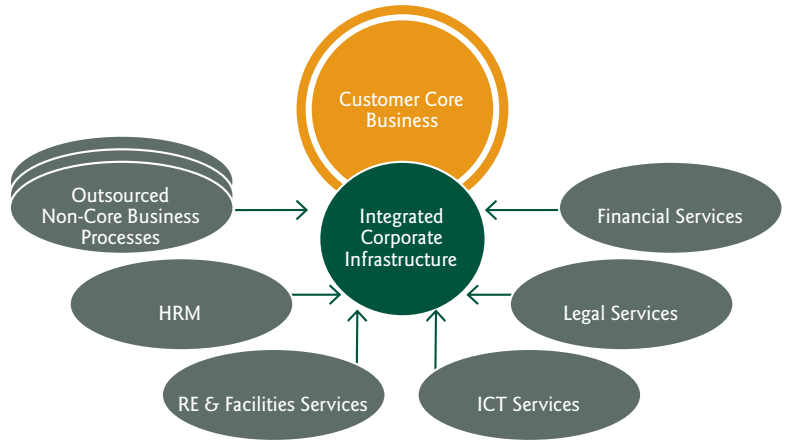 Customer Core
Business
Outsourced
Non-Core Business
Processes
Integrated
Corporate
Infrastructure
Financial Services
HRM
Legal Services
RE & Facilities Services
ICT Services